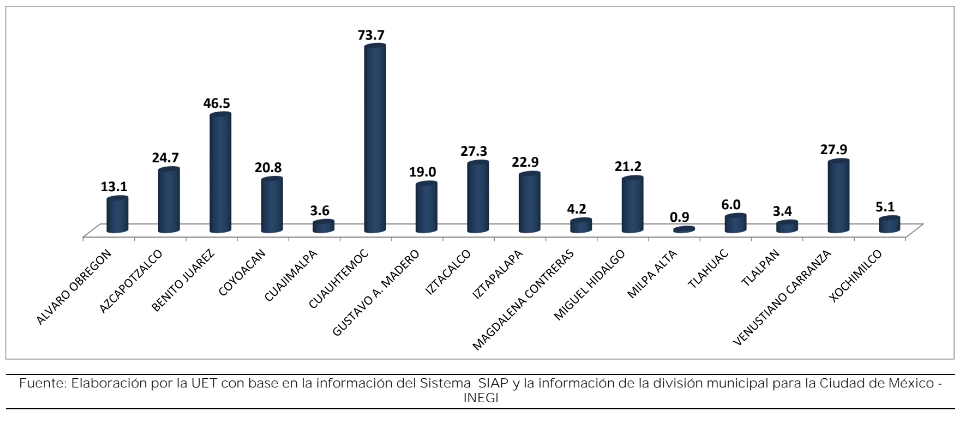 73.7
46.5
27.9
27.3
24.7
22.9
21.2
20.8
19.0
13.1
6.0
5.1
4.2
3.6
3.4
0.9
ALVARO OBREGON
AZCAPOTZALCO
BENITO JUAREZ
COYOACAN
CUAJIMALPA
CUAUHTEMOC
GUSTAVO A. MADERO
IZTACALCO
IZTAPALAPA
MAGDALENA CONTRERAS
MIGUEL HIDALGO
MILPA ALTA
TLAHUAC
TLALPAN
VENUSTIANO CARRANZA
XOCHIMILCO
Fuente: Elaboración por la UET con base en la información del Sistema SIAP y la información de la división municipal para la Ciudad de México -
INEGI